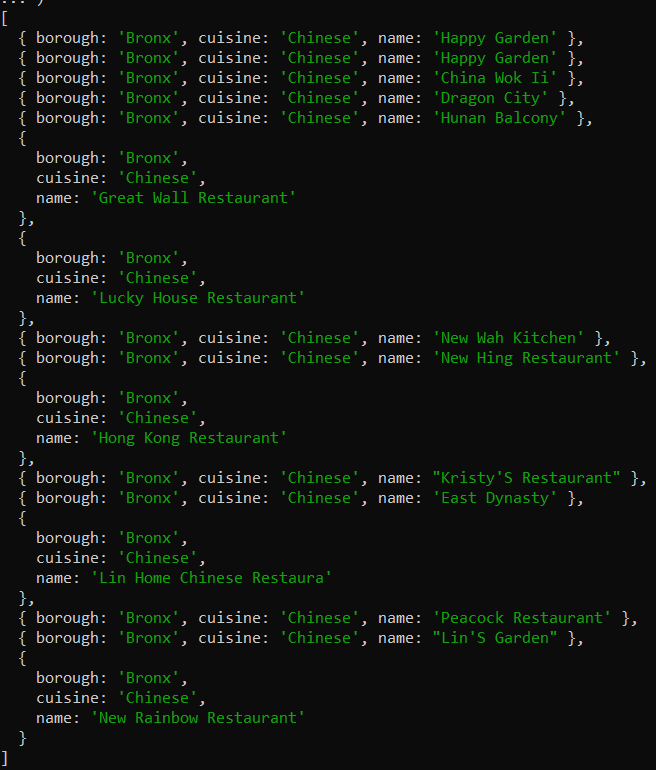 [
  { borough: 'Bronx', cuisine: 'Chinese', name: 'Happy Garden' },
  { borough: 'Bronx', cuisine: 'Chinese', name: 'Happy Garden' },
  { borough: 'Bronx', cuisine: 'Chinese', name: 'China Wok Ii' },
  { borough: 'Bronx', cuisine: 'Chinese', name: 'Dragon City' },
  { borough: 'Bronx', cuisine: 'Chinese', name: 'Hunan Balcony' },
  {
    borough: 'Bronx',
    cuisine: 'Chinese',
    name: 'Great Wall Restaurant'
  },
  {
    borough: 'Bronx',
    cuisine: 'Chinese',
    name: 'Lucky House Restaurant'
  },
  { borough: 'Bronx', cuisine: 'Chinese', name: 'New Wah Kitchen' },
  { borough: 'Bronx', cuisine: 'Chinese', name: 'New Hing Restaurant' },
  {
    borough: 'Bronx',
    cuisine: 'Chinese',
    name: 'Hong Kong Restaurant'
  },
  { borough: 'Bronx', cuisine: 'Chinese', name: "Kristy'S Restaurant" },
  { borough: 'Bronx', cuisine: 'Chinese', name: 'East Dynasty' },
  {
    borough: 'Bronx',
    cuisine: 'Chinese',
    name: 'Lin Home Chinese Restaura'
  },
  { borough: 'Bronx', cuisine: 'Chinese', name: 'Peacock Restaurant' },
  { borough: 'Bronx', cuisine: 'Chinese', name: "Lin'S Garden" },
  {
    borough: 'Bronx',
    cuisine: 'Chinese',
    name: 'New Rainbow Restaurant'
  }
]